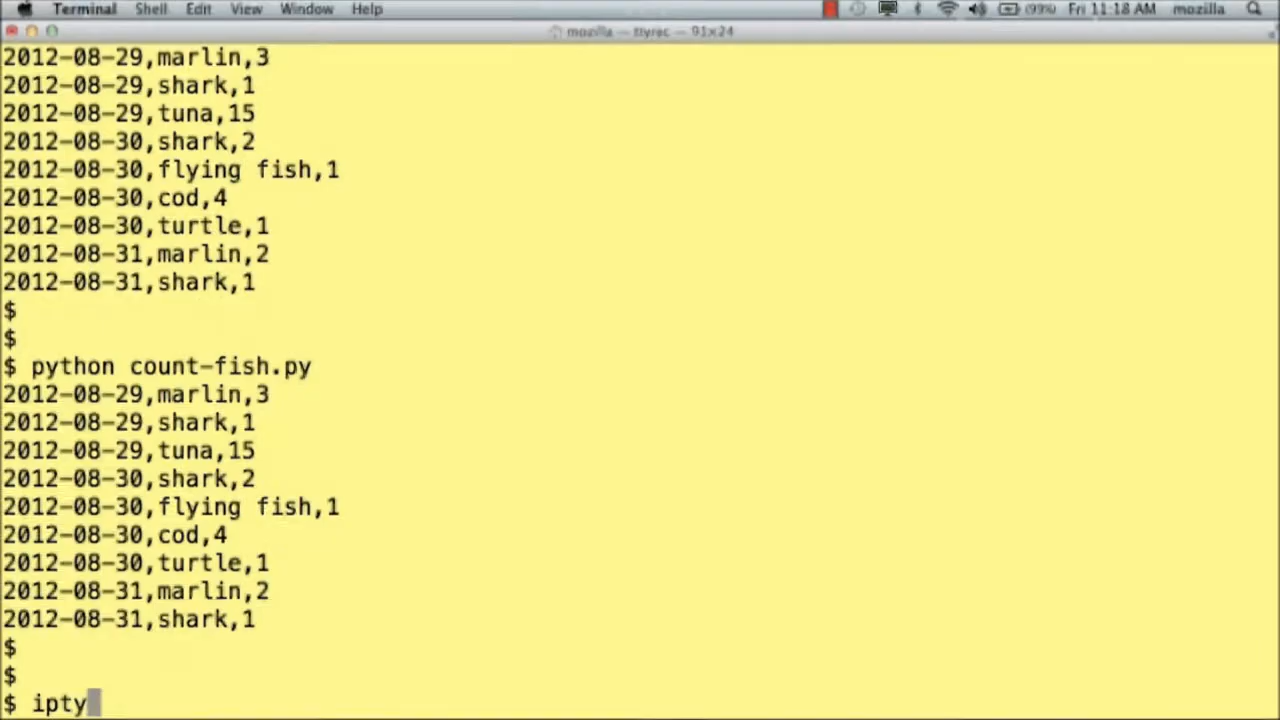 Terminal Shell Edit View Window Help (99%) Fri 11:18 AM mozilla
mozilla — ttyrec — 91×24
2012-08-29,marlin,3
2012-08-29,shark,1
2012-08-29,tuna,15
2012-08-30,shark,2
2012-08-30,flying fish,1
2012-08-30,cod,4
2012-08-30,turtle,1
2012-08-31,marlin,2
2012-08-31,shark,1
$
$
$ python count-fish.py
2012-08-29,marlin,3
2012-08-29,shark,1
2012-08-29,tuna,15
2012-08-30,shark,2
2012-08-30,flying fish,1
2012-08-30,cod,4
2012-08-30,turtle,1
2012-08-31,marlin,2
2012-08-31,shark,1
$
$
$ ipty